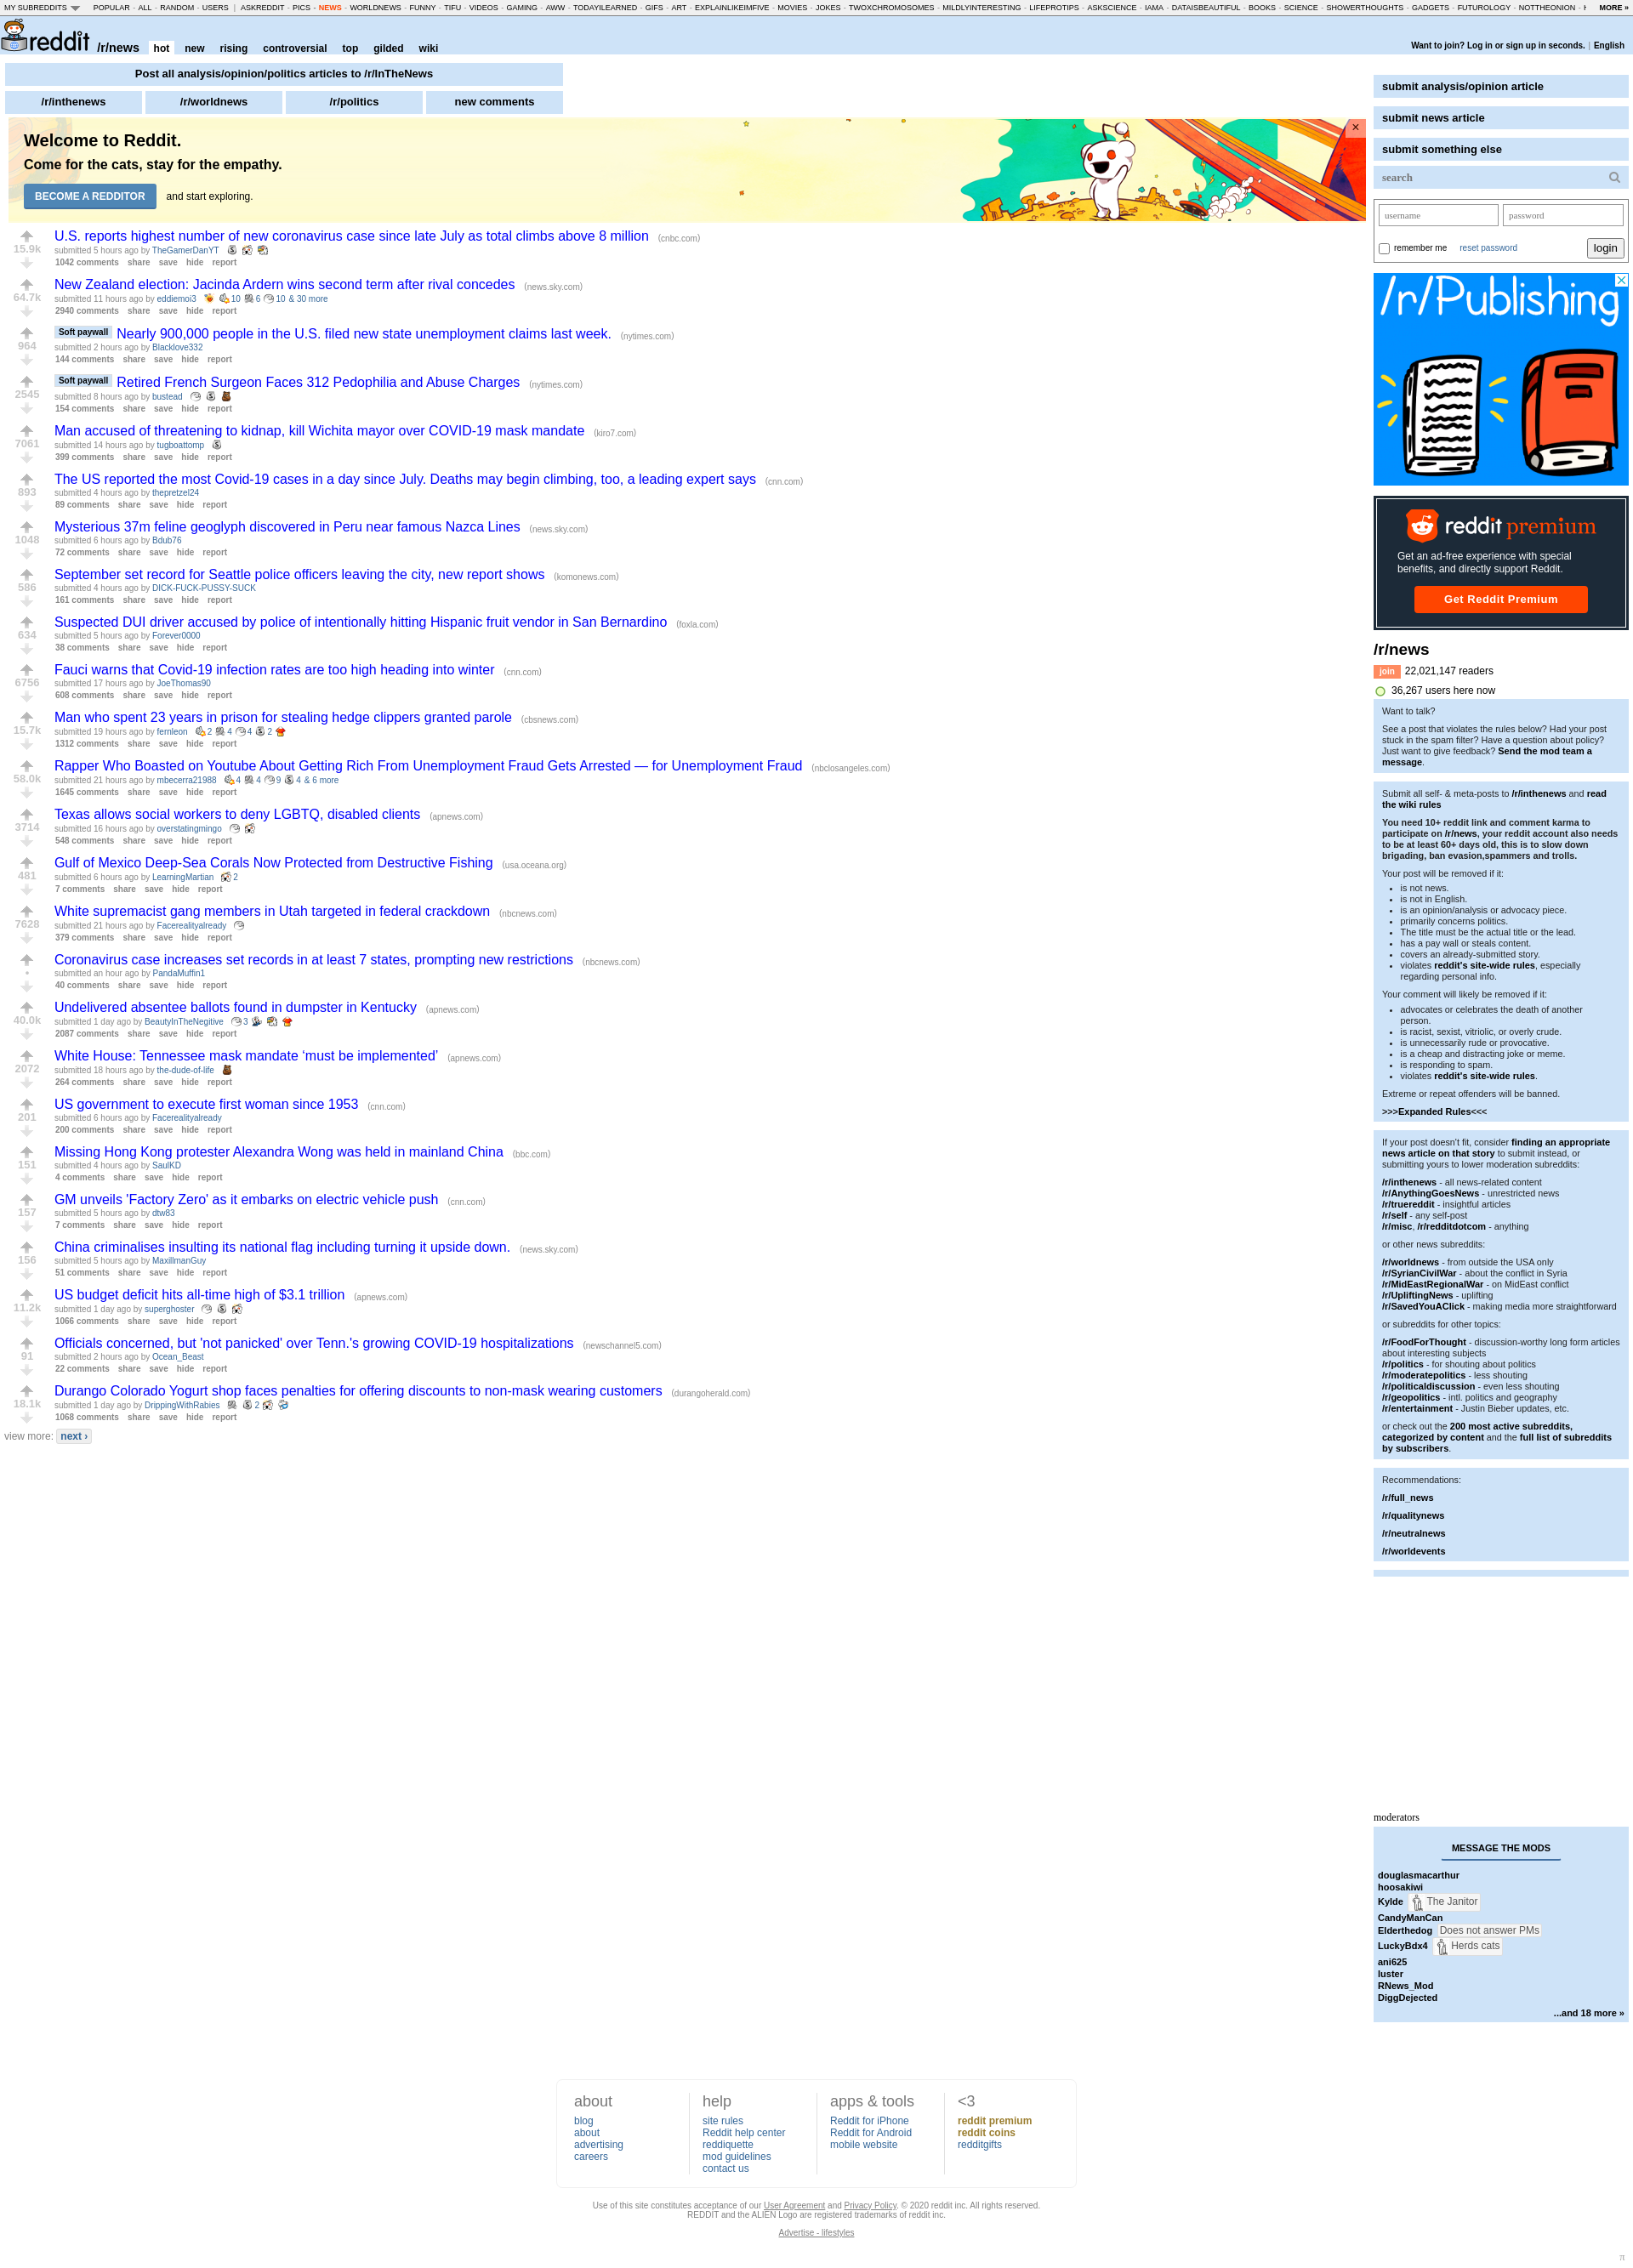 MY SUBREDDITS POPULAR - ALL - RANDOM - USERS | ASKREDDIT - PICS - NEWS - WORLDNEWS - FUNNY - TIFU - VIDEOS - GAMING - AWW - TODAYILEARNED - GIFS - ART - EXPLAINLIKEIMFIVE - MOVIES - JOKES - TWOXCHROMOSOMES - MILDLYINTERESTING - LIFEPROTIPS - ASKSCIENCE - IAMA - DATAISBEAUTIFUL - BOOKS - SCIENCE - SHOWERTHOUGHTS - GADGETS - FUTUROLOGY - NOTTHEONION - MORE »
reddit /r/news hot new rising controversial top gilded wiki
Want to join? Log in or sign up in seconds. | English
Post all analysis/opinion/politics articles to /r/InTheNews
/r/inthenews /r/worldnews /r/politics new comments
Welcome to Reddit.
Come for the cats, stay for the empathy.
BECOME A REDDITOR and start exploring.
×
15.9k
U.S. reports highest number of new coronavirus case since late July as total climbs above 8 million (cnbc.com)
submitted 5 hours ago by TheGamerDanYT
1042 comments share save hide report
64.7k
New Zealand election: Jacinda Ardern wins second term after rival concedes (news.sky.com)
submitted 11 hours ago by eddiemoi3 10 6 10 & 30 more
2940 comments share save hide report
964
Soft paywall Nearly 900,000 people in the U.S. filed new state unemployment claims last week. (nytimes.com)
submitted 2 hours ago by Blacklove332
144 comments share save hide report
2545
Soft paywall Retired French Surgeon Faces 312 Pedophilia and Abuse Charges (nytimes.com)
submitted 8 hours ago by bustead
154 comments share save hide report
7061
Man accused of threatening to kidnap, kill Wichita mayor over COVID-19 mask mandate (kiro7.com)
submitted 14 hours ago by tugboattomp
399 comments share save hide report
893
The US reported the most Covid-19 cases in a day since July. Deaths may begin climbing, too, a leading expert says (cnn.com)
submitted 4 hours ago by thepretzel24
89 comments share save hide report
1048
Mysterious 37m feline geoglyph discovered in Peru near famous Nazca Lines (news.sky.com)
submitted 6 hours ago by Bdub76
72 comments share save hide report
586
September set record for Seattle police officers leaving the city, new report shows (komonews.com)
submitted 4 hours ago by DICK-FUCK-PUSSY-SUCK
161 comments share save hide report
634
Suspected DUI driver accused by police of intentionally hitting Hispanic fruit vendor in San Bernardino (foxla.com)
submitted 5 hours ago by Forever0000
38 comments share save hide report
6756
Fauci warns that Covid-19 infection rates are too high heading into winter (cnn.com)
submitted 17 hours ago by JoeThomas90
608 comments share save hide report
15.7k
Man who spent 23 years in prison for stealing hedge clippers granted parole (cbsnews.com)
submitted 19 hours ago by fernleon 2 4 4 2
1312 comments share save hide report
58.0k
Rapper Who Boasted on Youtube About Getting Rich From Unemployment Fraud Gets Arrested — for Unemployment Fraud (nbclosangeles.com)
submitted 21 hours ago by mbecerra21988 4 4 9 4 & 6 more
1645 comments share save hide report
3714
Texas allows social workers to deny LGBTQ, disabled clients (apnews.com)
submitted 16 hours ago by overstatingmingo
548 comments share save hide report
481
Gulf of Mexico Deep-Sea Corals Now Protected from Destructive Fishing (usa.oceana.org)
submitted 6 hours ago by LearningMartian 2
7 comments share save hide report
7628
White supremacist gang members in Utah targeted in federal crackdown (nbcnews.com)
submitted 21 hours ago by Facerealityalready
379 comments share save hide report
•
Coronavirus case increases set records in at least 7 states, prompting new restrictions (nbcnews.com)
submitted an hour ago by PandaMuffin1
40 comments share save hide report
40.0k
Undelivered absentee ballots found in dumpster in Kentucky (apnews.com)
submitted 1 day ago by BeautyInTheNegitive 3
2087 comments share save hide report
2072
White House: Tennessee mask mandate ‘must be implemented’ (apnews.com)
submitted 18 hours ago by the-dude-of-life
264 comments share save hide report
201
US government to execute first woman since 1953 (cnn.com)
submitted 6 hours ago by Facerealityalready
200 comments share save hide report
151
Missing Hong Kong protester Alexandra Wong was held in mainland China (bbc.com)
submitted 4 hours ago by SaulKD
4 comments share save hide report
157
GM unveils 'Factory Zero' as it embarks on electric vehicle push (cnn.com)
submitted 5 hours ago by dtw83
7 comments share save hide report
156
China criminalises insulting its national flag including turning it upside down. (news.sky.com)
submitted 5 hours ago by MaxillmanGuy
51 comments share save hide report
11.2k
US budget deficit hits all-time high of $3.1 trillion (apnews.com)
submitted 1 day ago by superghoster
1066 comments share save hide report
91
Officials concerned, but 'not panicked' over Tenn.'s growing COVID-19 hospitalizations (newschannel5.com)
submitted 2 hours ago by Ocean_Beast
22 comments share save hide report
18.1k
Durango Colorado Yogurt shop faces penalties for offering discounts to non-mask wearing customers (durangoherald.com)
submitted 1 day ago by DrippingWithRabies 2
1068 comments share save hide report
view more: next ›
submit analysis/opinion article
submit news article
submit something else
search
username password
remember me reset password login
/r/Publishing
reddit premium
Get an ad-free experience with special
benefits, and directly support Reddit.
Get Reddit Premium
/r/news
join 22,021,147 readers
36,267 users here now
Want to talk?
See a post that violates the rules below? Had your post
stuck in the spam filter? Have a question about policy?
Just want to give feedback? Send the mod team a
message.
Submit all self- & meta-posts to /r/inthenews and read
the wiki rules
You need 10+ reddit link and comment karma to
participate on /r/news, your reddit account also needs
to be at least 60+ days old, this is to slow down
brigading, ban evasion,spammers and trolls.
Your post will be removed if it:
• is not news.
• is not in English.
• is an opinion/analysis or advocacy piece.
• primarily concerns politics.
• The title must be the actual title or the lead.
• has a pay wall or steals content.
• covers an already-submitted story.
• violates reddit's site-wide rules, especially
regarding personal info.
Your comment will likely be removed if it:
• advocates or celebrates the death of another
person.
• is racist, sexist, vitriolic, or overly crude.
• is unnecessarily rude or provocative.
• is a cheap and distracting joke or meme.
• is responding to spam.
• violates reddit's site-wide rules.
Extreme or repeat offenders will be banned.
>>>Expanded Rules<<<
If your post doesn't fit, consider finding an appropriate
news article on that story to submit instead, or
submitting yours to lower moderation subreddits:
/r/inthenews - all news-related content
/r/AnythingGoesNews - unrestricted news
/r/truereddit - insightful articles
/r/self - any self-post
/r/misc, /r/redditdotcom - anything
or other news subreddits:
/r/worldnews - from outside the USA only
/r/SyrianCivilWar - about the conflict in Syria
/r/MidEastRegionalWar - on MidEast conflict
/r/UpliftingNews - uplifting
/r/SavedYouAClick - making media more straightforward
or subreddits for other topics:
/r/FoodForThought - discussion-worthy long form articles
about interesting subjects
/r/politics - for shouting about politics
/r/moderatepolitics - less shouting
/r/politicaldiscussion - even less shouting
/r/geopolitics - intl. politics and geography
/r/entertainment - Justin Bieber updates, etc.
or check out the 200 most active subreddits,
categorized by content and the full list of subreddits
by subscribers.
Recommendations:
/r/full_news
/r/qualitynews
/r/neutralnews
/r/worldevents
moderators
MESSAGE THE MODS
douglasmacarthur
hoosakiwi
Kylde The Janitor
CandyManCan
Elderthedog Does not answer PMs
LuckyBdx4 Herds cats
ani625
luster
RNews_Mod
DiggDejected
...and 18 more »
about
blog
about
advertising
careers
help
site rules
Reddit help center
reddiquette
mod guidelines
contact us
apps & tools
Reddit for iPhone
Reddit for Android
mobile website
<3
reddit premium
reddit coins
redditgifts
Use of this site constitutes acceptance of our User Agreement and Privacy Policy. © 2020 reddit inc. All rights reserved.
REDDIT and the ALIEN Logo are registered trademarks of reddit inc.
Advertise - lifestyles
π